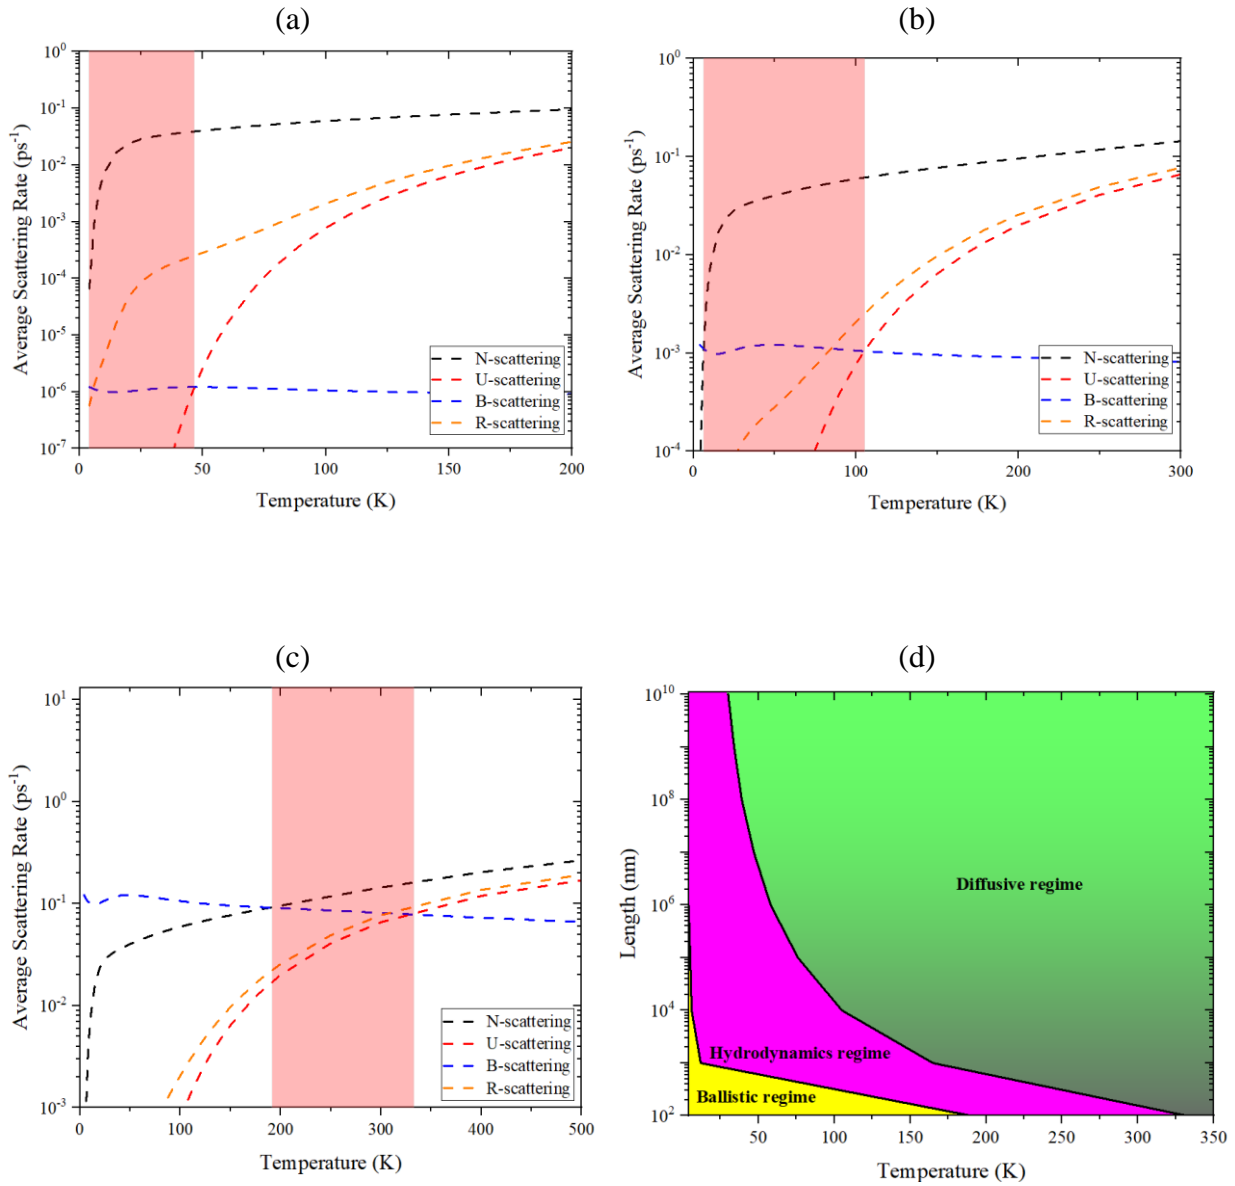 (a)
10^0
10^-1
10^-2
10^-3
10^-4
10^-5
10^-6
10^-7
Average Scattering Rate (ps^-1)
N-scattering
U-scattering
B-scattering
R-scattering
0 50 100 150 200
Temperature (K)
(b)
10^0
10^-1
10^-2
10^-3
10^-4
Average Scattering Rate (ps^-1)
N-scattering
U-scattering
B-scattering
R-scattering
0 100 200 300
Temperature (K)
(c)
10^1
10^0
10^-1
10^-2
10^-3
Average Scattering Rate (ps^-1)
N-scattering
U-scattering
B-scattering
R-scattering
0 100 200 300 400 500
Temperature (K)
(d)
10^10
10^8
10^6
10^4
10^2
Length (nm)
Diffusive regime
Hydrodynamics regime
Ballistic regime
50 100 150 200 250 300 350
Temperature (K)